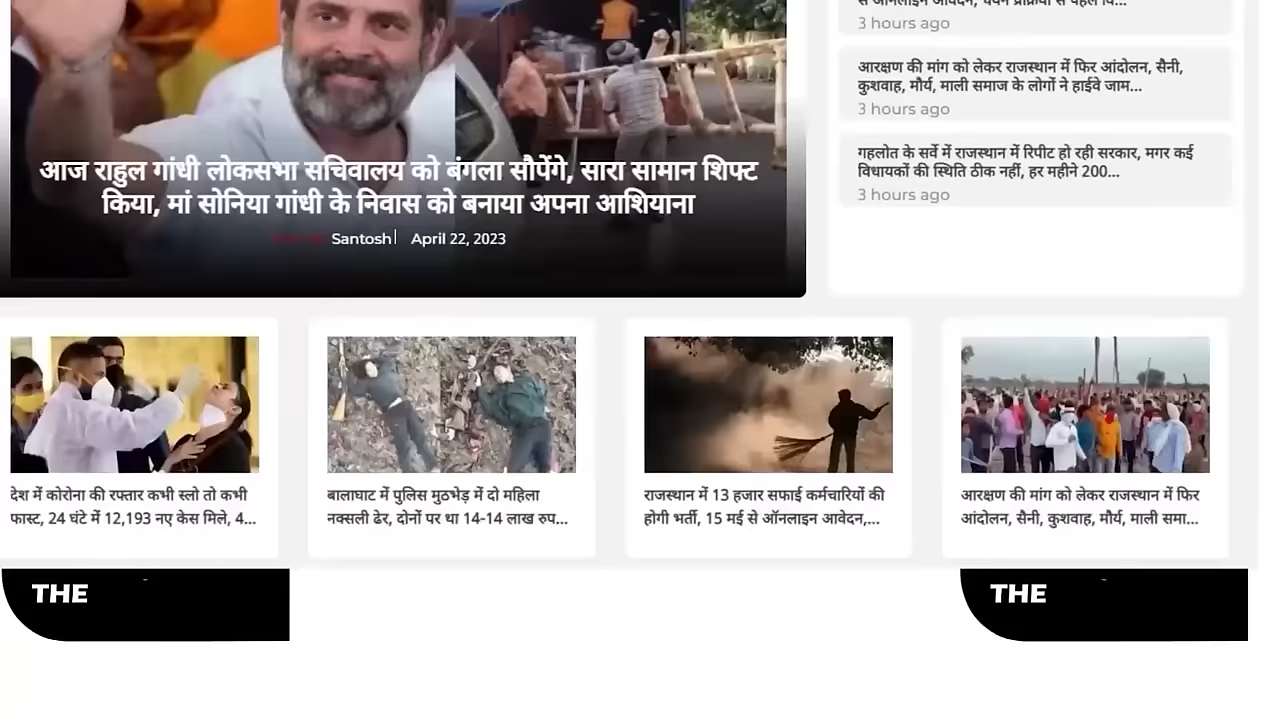 3 hours ago
आरक्षण की मांग को लेकर राजस्थान में फिर आंदोलन, सैनी,
कुशवाह, मौर्य, माली समाज के लोगों ने हाईवे जाम...
3 hours ago
गहलोत के सर्वे में राजस्थान में रिपीट हो रही सरकार, मगर कई
विधायकों की स्थिति ठीक नहीं, हर महीने 200...
3 hours ago
आज राहुल गांधी लोकसभा सचिवालय को बंगला सौपेंगे, सारा सामान शिफ्ट
किया, मां सोनिया गांधी के निवास को बनाया अपना आशियाना
Santosh April 22, 2023
देश में कोरोना की रफ्तार कभी स्लो तो कभी
फास्ट, 24 घंटे में 12,193 नए केस मिले, 4...
बालाघाट में पुलिस मुठभेड़ में दो महिला
नक्सली ढेर, दोनों पर था 14-14 लाख रुप...
राजस्थान में 13 हजार सफाई कर्मचारियों की
होगी भर्ती, 15 मई से ऑनलाइन आवेदन,...
आरक्षण की मांग को लेकर राजस्थान में फिर
आंदोलन, सैनी, कुशवाह, मौर्य, माली समा...
THE
THE